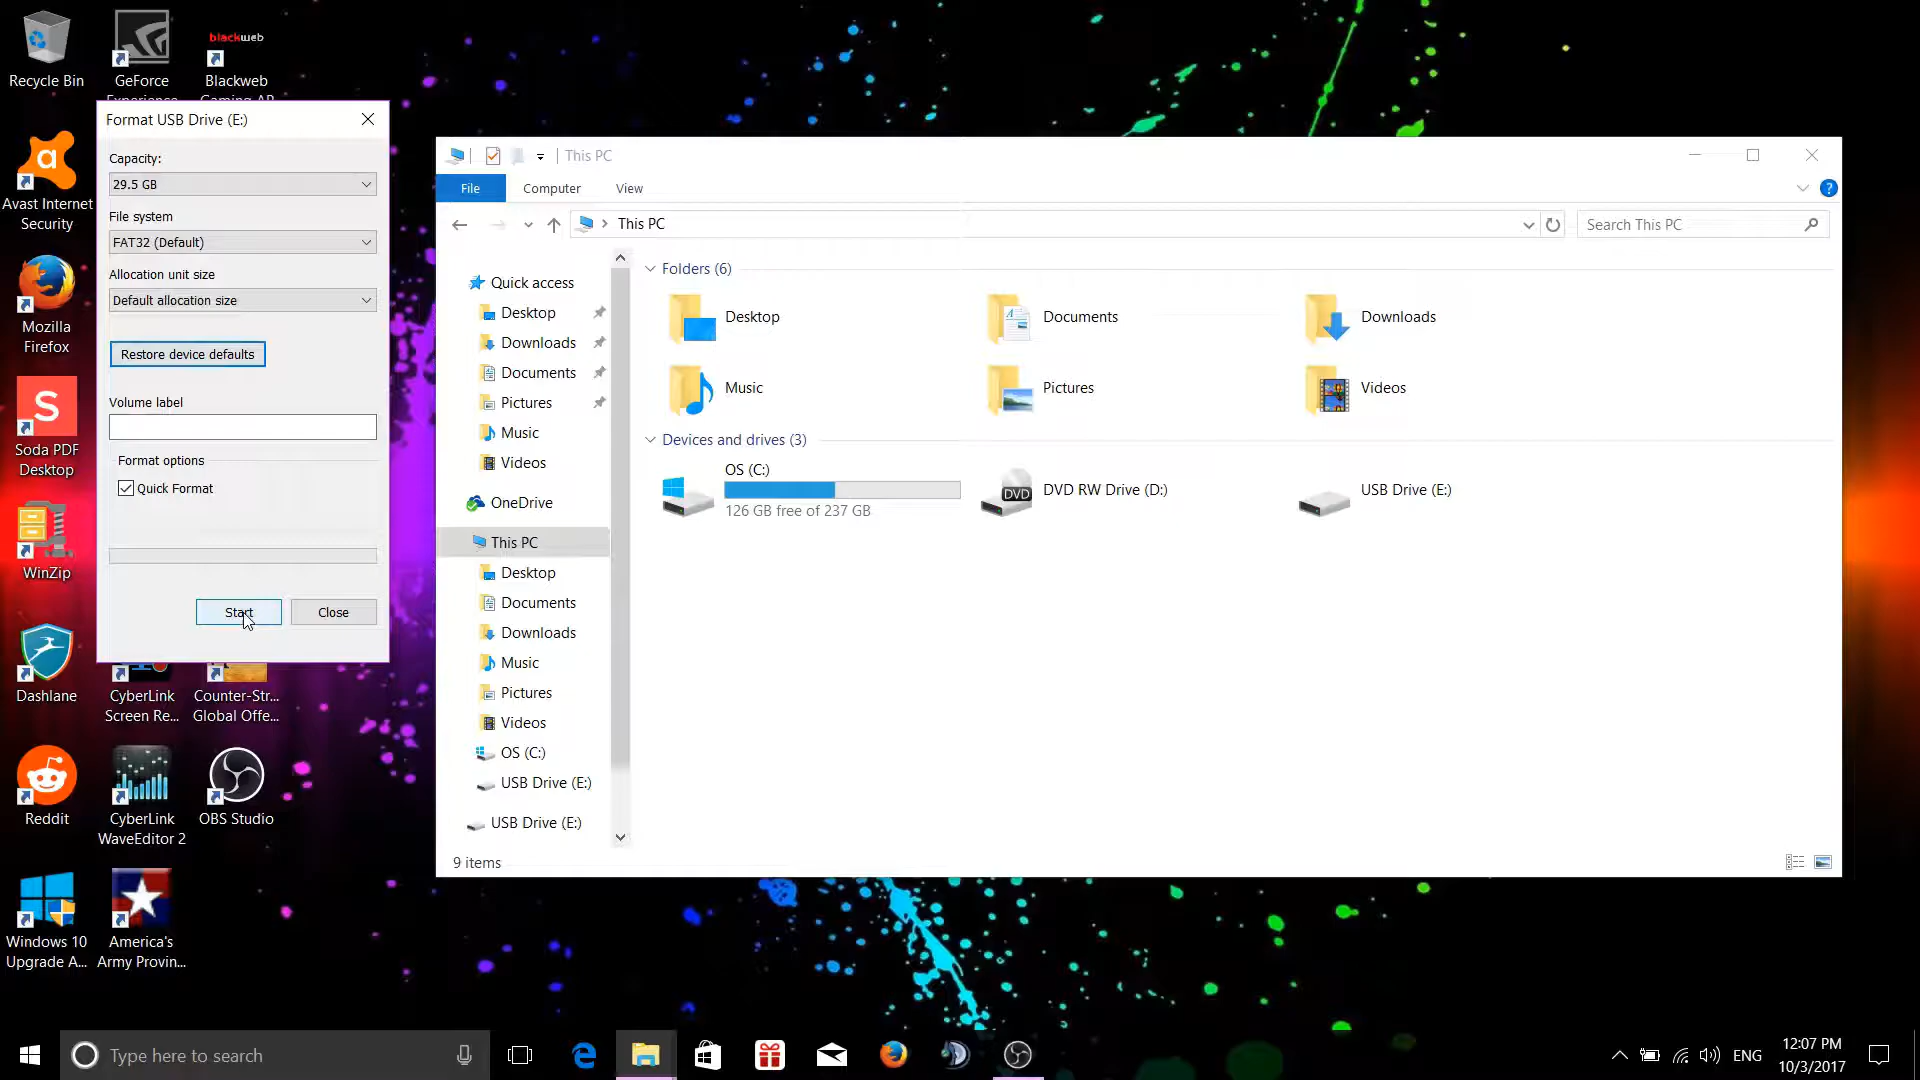 Recycle Bin
GeForce
Experience
blackweb
Blackweb
Gaming AP
Avast Internet
Security
Mozilla
Firefox
S
Soda PDF
Desktop
WinZip
Dashlane
CyberLink
Screen Re...
Counter-Str...
Global Offe...
Reddit
CyberLink
WaveEditor 2
OBS Studio
Windows 10
Upgrade A...
America's
Army Provin...
Format USB Drive (E:)
Capacity:
29.5 GB
File system
FAT32 (Default)
Allocation unit size
Default allocation size
Restore device defaults
Volume label
Format options
Quick Format
Start
Close
This PC
File
Computer
View
This PC
Search This PC
Quick access
Desktop
Downloads
Documents
Pictures
Music
Videos
OneDrive
This PC
Desktop
Documents
Downloads
Music
Pictures
Videos
OS (C:)
USB Drive (E:)
USB Drive (E:)
Folders (6)
Desktop
Documents
Downloads
Music
Pictures
Videos
Devices and drives (3)
OS (C:)
126 GB free of 237 GB
DVD
DVD RW Drive (D:)
USB Drive (E:)
9 items
Type here to search
ENG
12:07 PM
10/3/2017